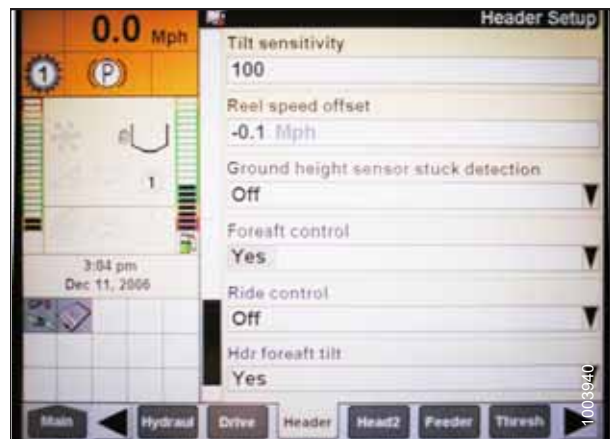 0.0 Mph
1
(P)
1
3:04 pm
Dec 11, 2006
GPS
Header Setup
Tilt sensitivity
100
Reel speed offset
-0.1 Mph
Ground height sensor stuck detection
Off
Foreaft control
Yes
Ride control
Off
Hdr foreaft tilt
Yes
1003940
Main
Hydraul
Drive
Header
Head2
Feeder
Thresh